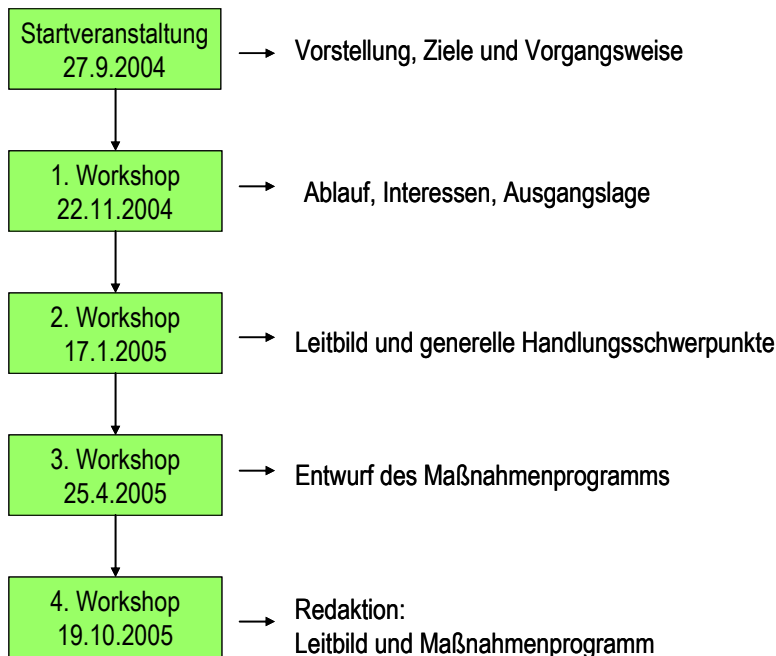 Startveranstaltung
27.9.2004
Vorstellung, Ziele und Vorgangsweise
1. Workshop
22.11.2004
Ablauf, Interessen, Ausgangslage
2. Workshop
17.1.2005
Leitbild und generelle Handlungsschwerpunkte
3. Workshop
25.4.2005
Entwurf des Maßnahmenprogramms
4. Workshop
19.10.2005
Redaktion:
Leitbild und Maßnahmenprogramm